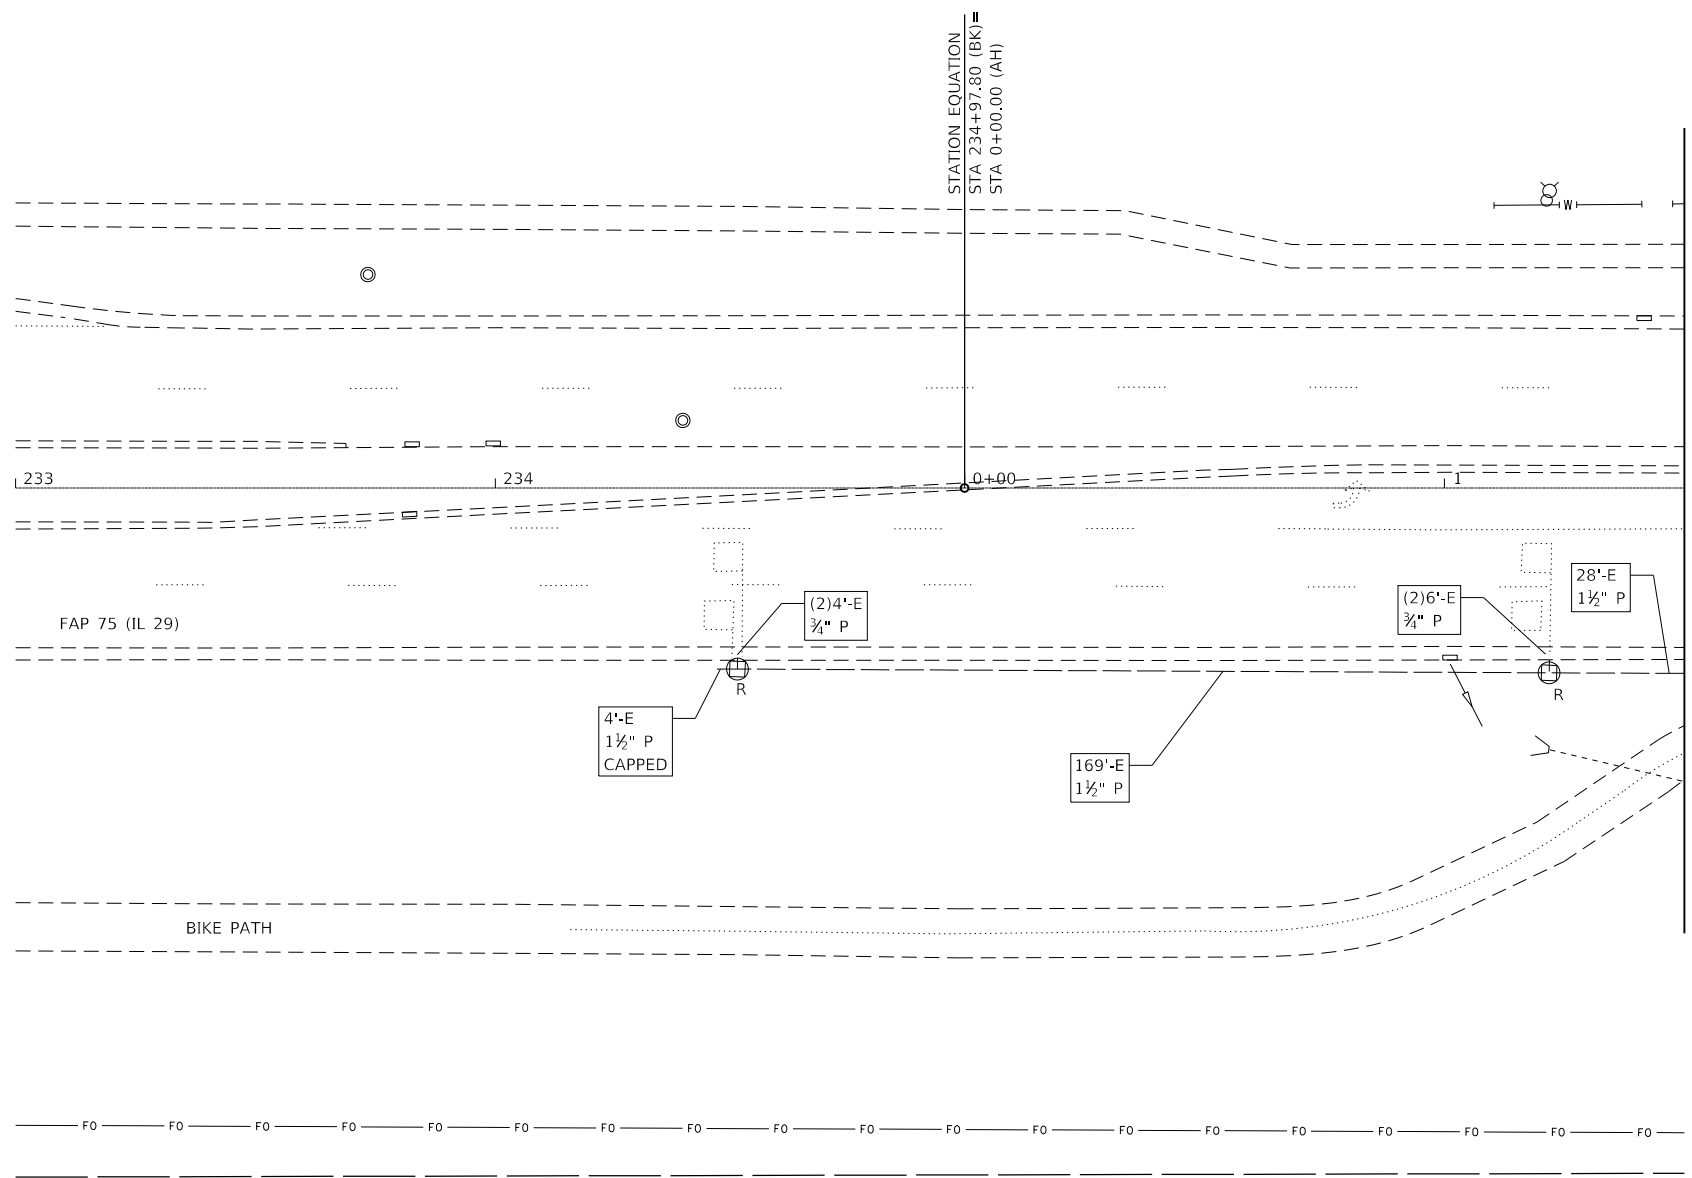 STATION EQUATION
STA 234+97.80 (BK)=
STA 0+00.00 (AH)
W
233
234
0+00
1
28'-E
1½" P
(2)4'-E
¾" P
(2)6'-E
¾" P
FAP 75 (IL 29)
R
R
4'-E
1½" P
CAPPED
169'-E
1½" P
BIKE PATH
FO FO FO FO FO FO FO FO FO FO FO FO FO FO FO FO FO FO FO